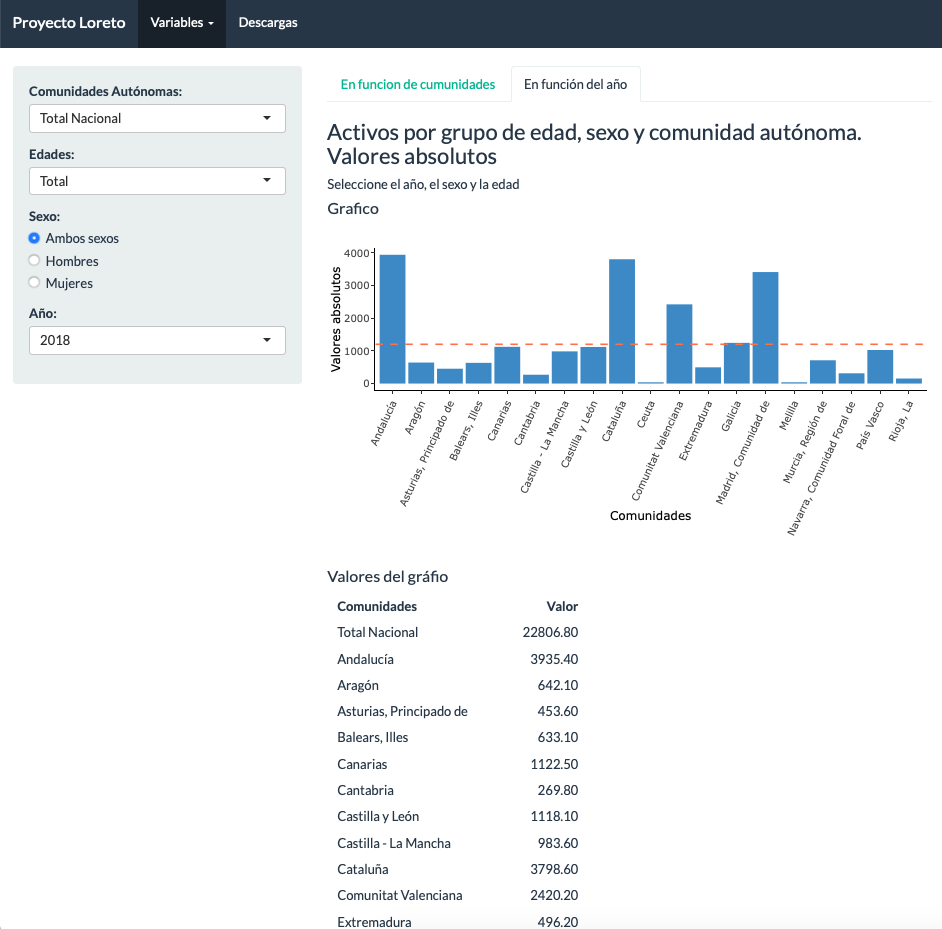 Proyecto Loreto Variables Descargas
Comunidades Autónomas:
Total Nacional
Edades:
Total
Sexo:
Ambos sexos
Hombres
Mujeres
Año:
2018
En funcion de cumunidades En función del año
Activos por grupo de edad, sexo y comunidad autónoma.
Valores absolutos
Seleccione el año, el sexo y la edad
Grafico
Valores absolutos
4000
3000
2000
1000
0
Andalucía
Aragón
Asturias, Principado de
Balears, Illes
Canarias
Cantabria
Castilla - La Mancha
Castilla y León
Cataluña
Ceuta
Comunitat Valenciana
Extremadura
Galicia
Madrid, Comunidad de
Melilla
Murcia, Región de
Navarra, Comunidad Foral de
País Vasco
Rioja, La
Comunidades
Valores del gráfio
Comunidades Valor
Total Nacional 22806.80
Andalucía 3935.40
Aragón 642.10
Asturias, Principado de 453.60
Balears, Illes 633.10
Canarias 1122.50
Cantabria 269.80
Castilla y León 1118.10
Castilla - La Mancha 983.60
Cataluña 3798.60
Comunitat Valenciana 2420.20
Extremadura 496.20